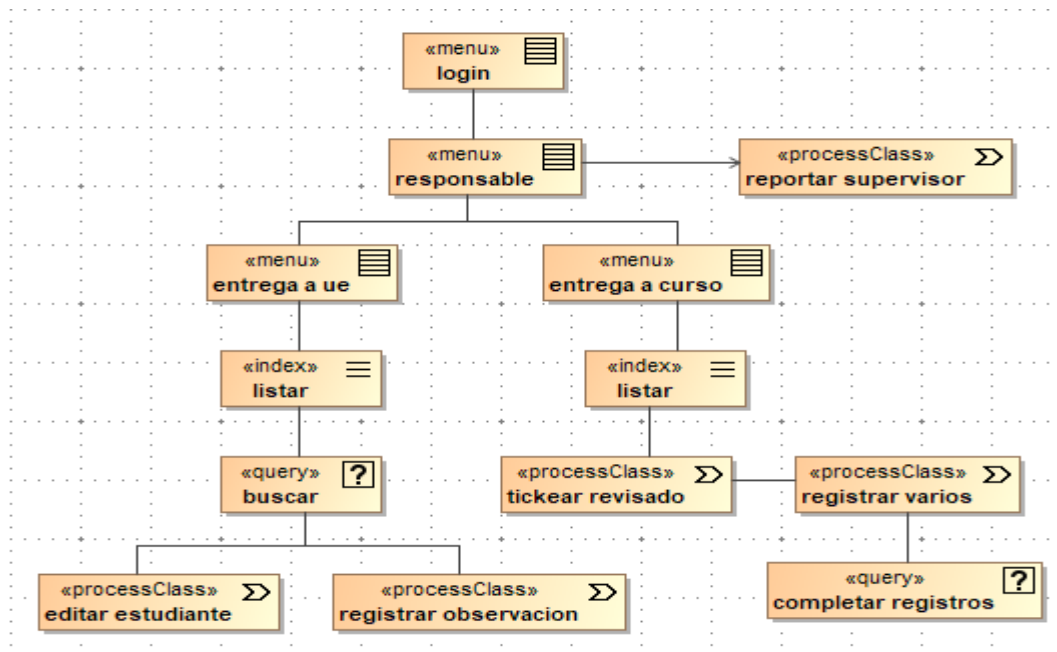 «menu»
login
«menu»
responsable
«processClass»
reportar supervisor
«menu»
entrega a ue
«menu»
entrega a curso
«index»
listar
«index»
listar
«query»
buscar
«processClass»
tickear revisado
«processClass»
registrar varios
«processClass»
editar estudiante
«processClass»
registrar observacion
«query»
completar registros